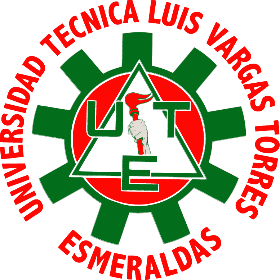 UNIVERSIDAD TECNICA LUIS VARGAS TORRES
U T
E
ESMERALDAS